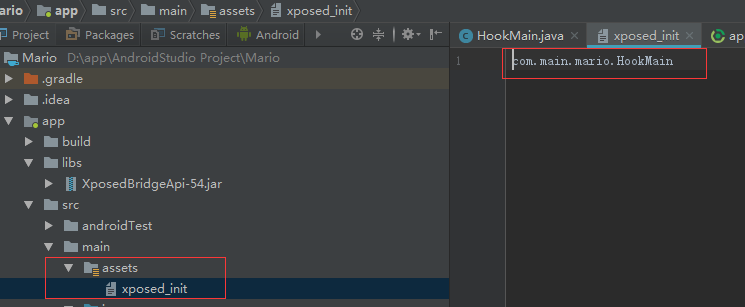 ario app src main assets xposed_init
Project Packages Scratches Android
HookMain.java xposed_init ap
Mario D:\app\AndroidStudio Project\Mario
1 com.main.mario.HookMain
.gradle
.idea
app
build
libs
XposedBridgeApi-54.jar
src
androidTest
main
assets
xposed_init